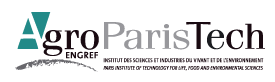 AgroParisTech
ENGREF
INSTITUT DES SCIENCES ET INDUSTRIES DU VIVANT ET DE L'ENVIRONNEMENT
PARIS INSTITUTE OF TECHNOLOGY FOR LIFE, FOOD AND ENVIRONMENTAL SCIENCES